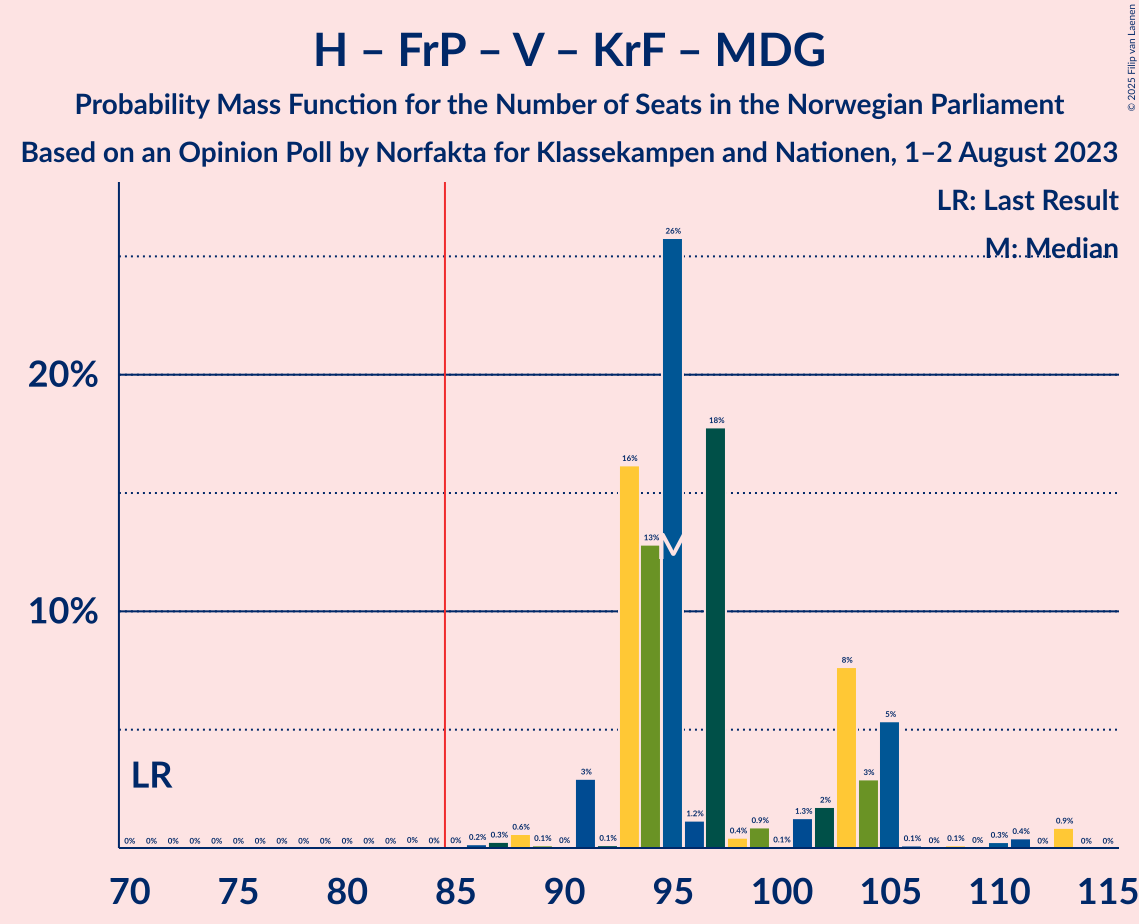 H – FrP – V – KrF – MDG
Probability Mass Function for the Number of Seats in the Norwegian Parliament
Based on an Opinion Poll by Norfakta for Klassekampen and Nationen, 1–2 August 2023
© 2025 Filip van Laenen
LR: Last Result
M: Median
20%
10%
LR
M
0% 0% 0% 0% 0% 0% 0% 0% 0% 0% 0% 0% 0% 0% 0% 0% 0.2% 0.3% 0.6% 0.1% 0% 3% 0.1% 16% 13% 26% 1.2% 18% 0.4% 0.9% 0.1% 1.3% 2% 8% 3% 5% 0.1% 0% 0.1% 0% 0.3% 0.4% 0% 0.9% 0% 0%
70 75 80 85 90 95 100 105 110 115